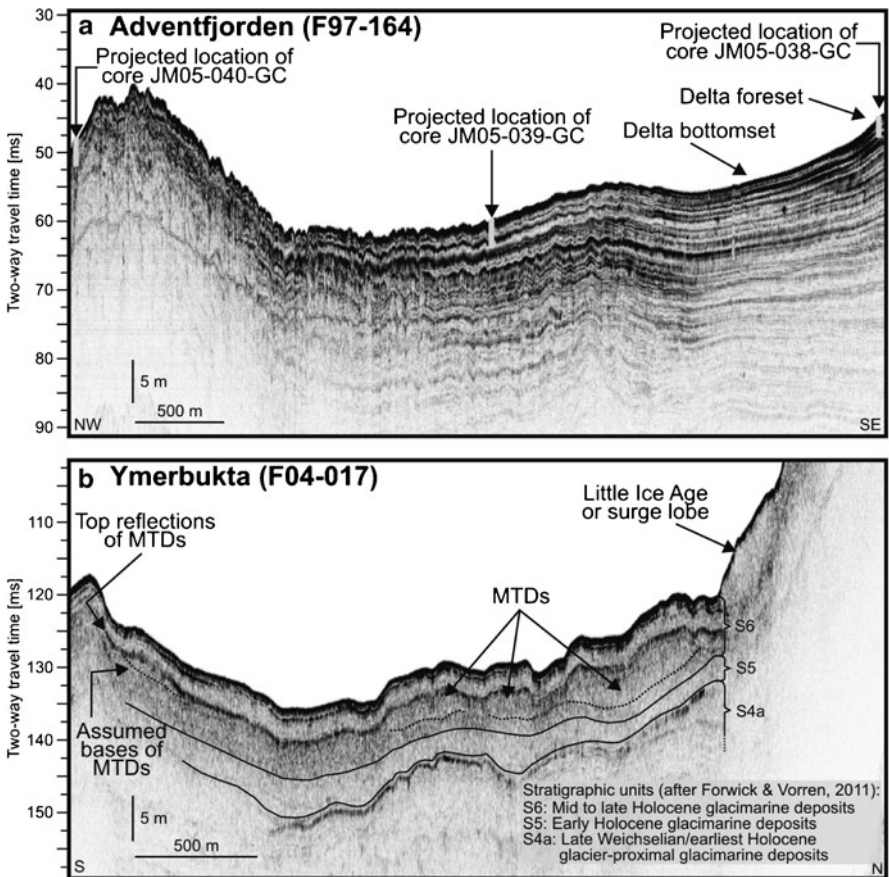 30
a Adventfjorden (F97-164)
Projected location of
core JM05-040-GC
Projected location of
core JM05-038-GC
40
Projected location of
core JM05-039-GC
Delta foreset
Delta bottomset
50
60
70
80
90
Two-way travel time [ms]
5 m
500 m
NW
SE
b Ymerbukta (F04-017)
Top reflections
of MTDs
Little Ice Age
or surge lobe
MTDs
110
120
130
140
150
Two-way travel time [ms]
S6
S5
S4a
Assumed
bases of
MTDs
5 m
500 m
Stratigraphic units (after Forwick & Vorren, 2011):
S6: Mid to late Holocene glacimarine deposits
S5: Early Holocene glacimarine deposits
S4a: Late Weichselian/earliest Holocene
glacier-proximal glacimarine deposits
S
N